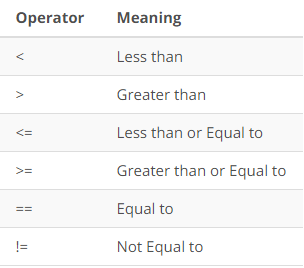 Operator Meaning
< Less than
> Greater than
<= Less than or Equal to
>= Greater than or Equal to
== Equal to
!= Not Equal to